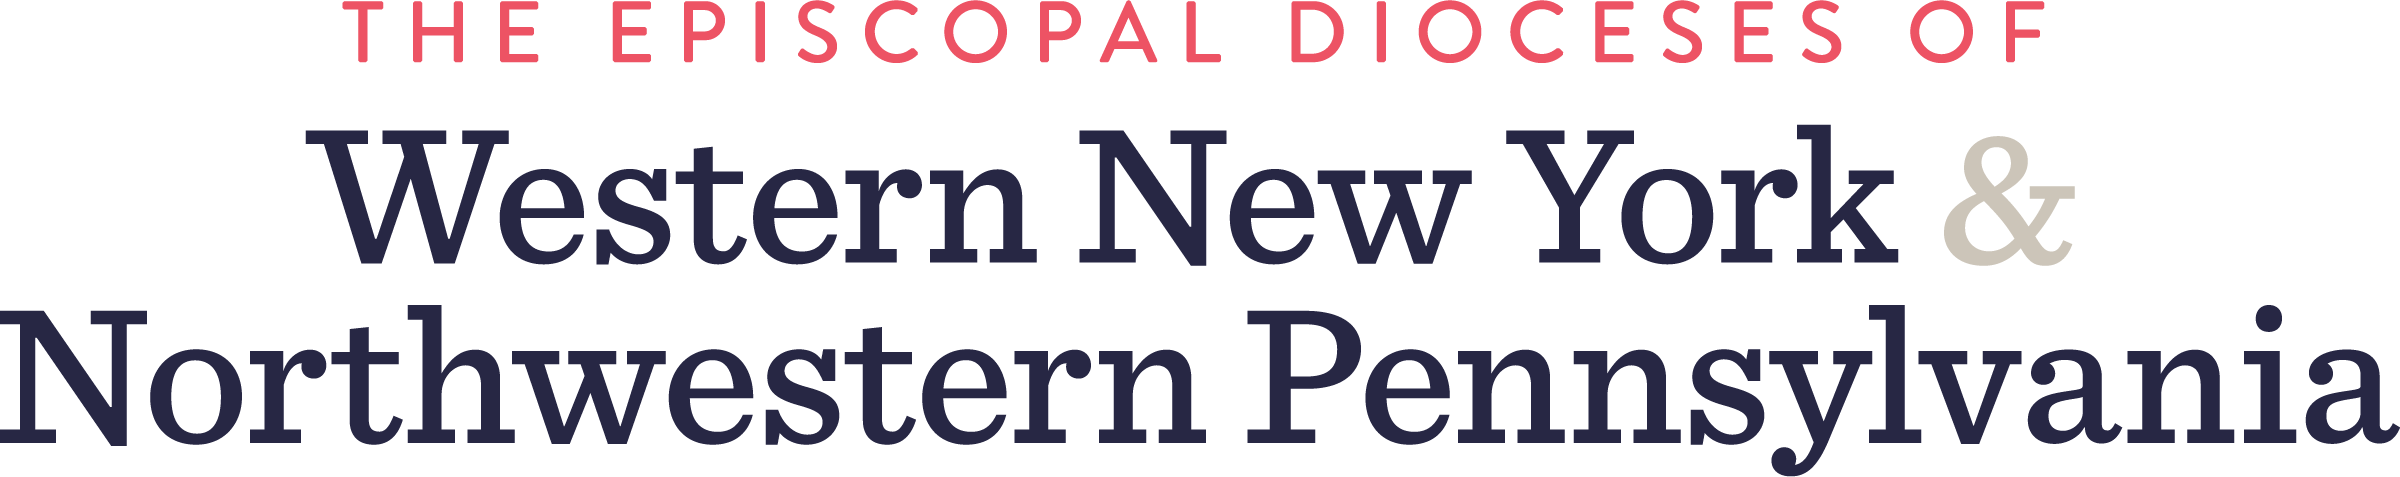 THE EPISCOPAL DIOCESES OF
Western New York &
Northwestern Pennsylvania